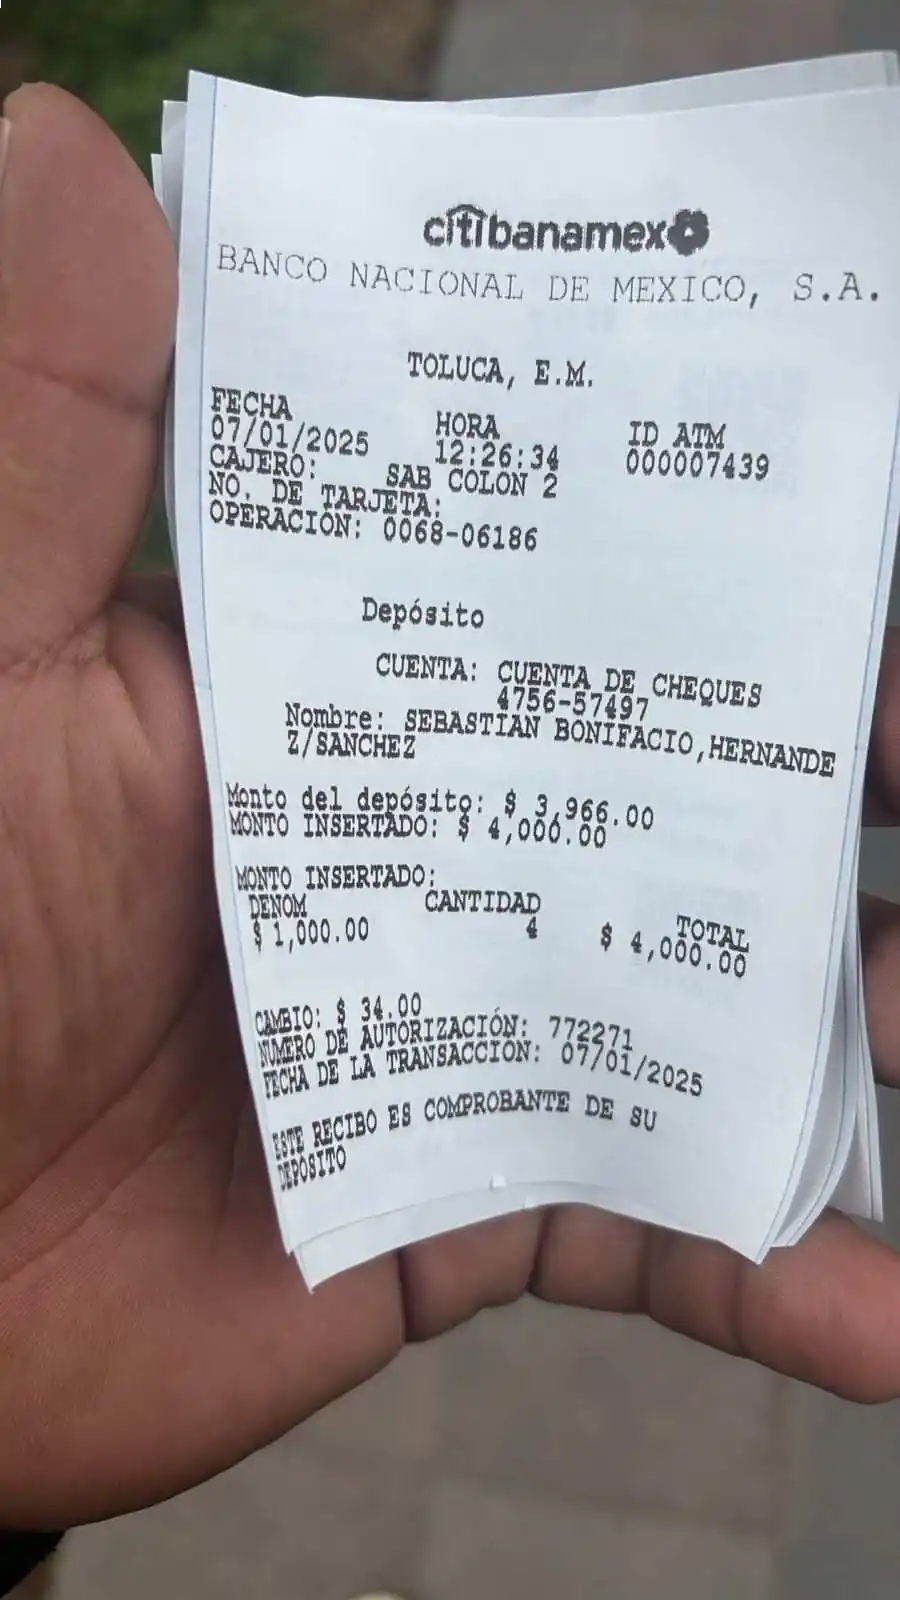 citibanamex
BANCO NACIONAL DE MEXICO, S.A.
TOLUCA, E.M.
FECHA HORA ID ATM
07/01/2025 12:26:34 000007439
CAJERO: SAB COLON 2
NO. DE TARJETA:
OPERACIÓN: 0068-06186
Depósito
CUENTA: CUENTA DE CHEQUES
4756-57497
Nombre: SEBASTIAN BONIFACIO,HERNANDE
Z/SANCHEZ
Monto del depósito: $ 3,966.00
MONTO INSERTADO: $ 4,000.00
MONTO INSERTADO:
DENOM CANTIDAD TOTAL
$ 1,000.00 4 $ 4,000.00
CAMBIO: $ 34.00
NUMERO DE AUTORIZACIÓN: 772271
FECHA DE LA TRANSACCIÓN: 07/01/2025
ESTE RECIBO ES COMPROBANTE DE SU
DEPÓSITO